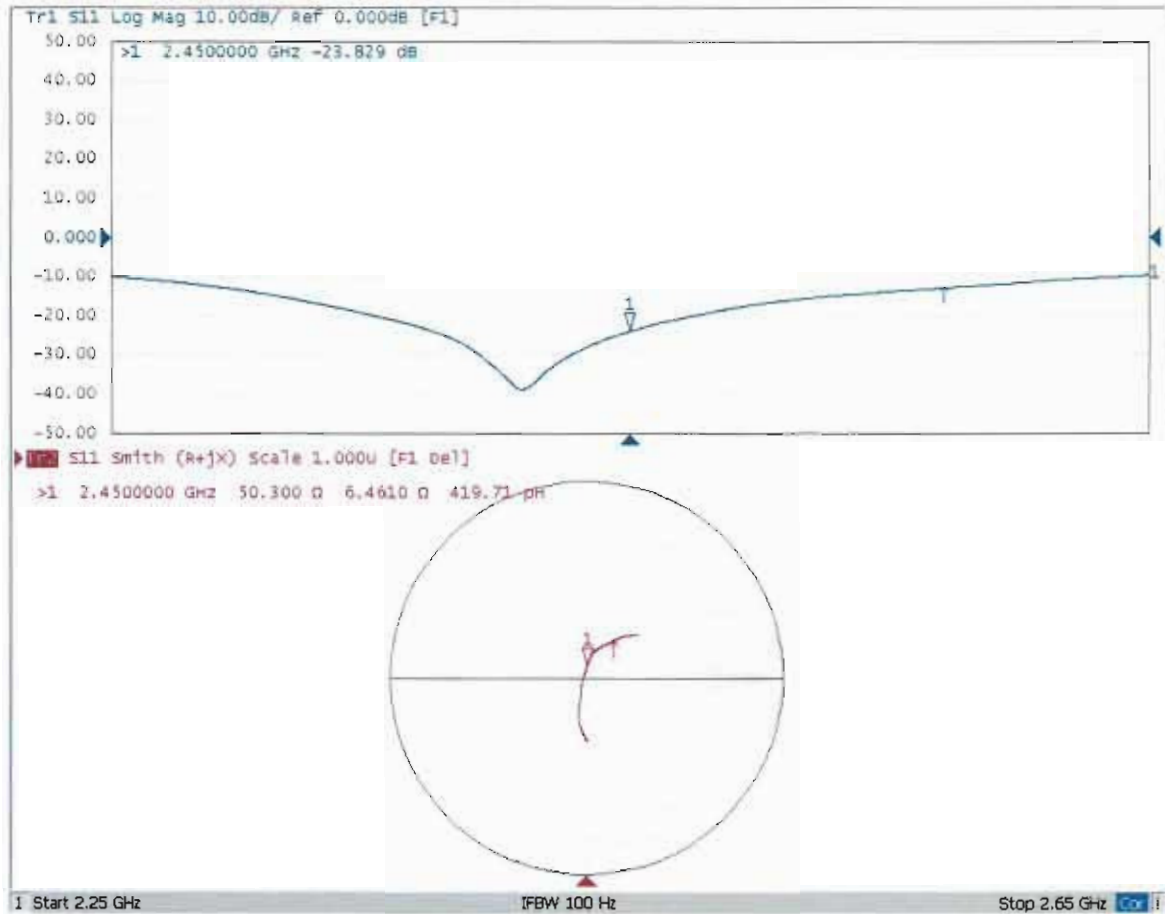 Tr1 S11 Log Mag 10.00dB/ Ref 0.000dB [F1]
50.00
>1 2.4500000 GHz -23.829 dB
40.00
30.00
20.00
10.00
0.000
-10.00
1
-20.00
1
-30.00
-40.00
-50.00
Tr2 S11 Smith (R+jX) Scale 1.000U [F1 Del]
>1 2.4500000 GHz 50.300 Ω 6.4610 Ω 419.71 pH
1
1 Start 2.25 GHz IFBW 100 Hz Stop 2.65 GHz Cor !